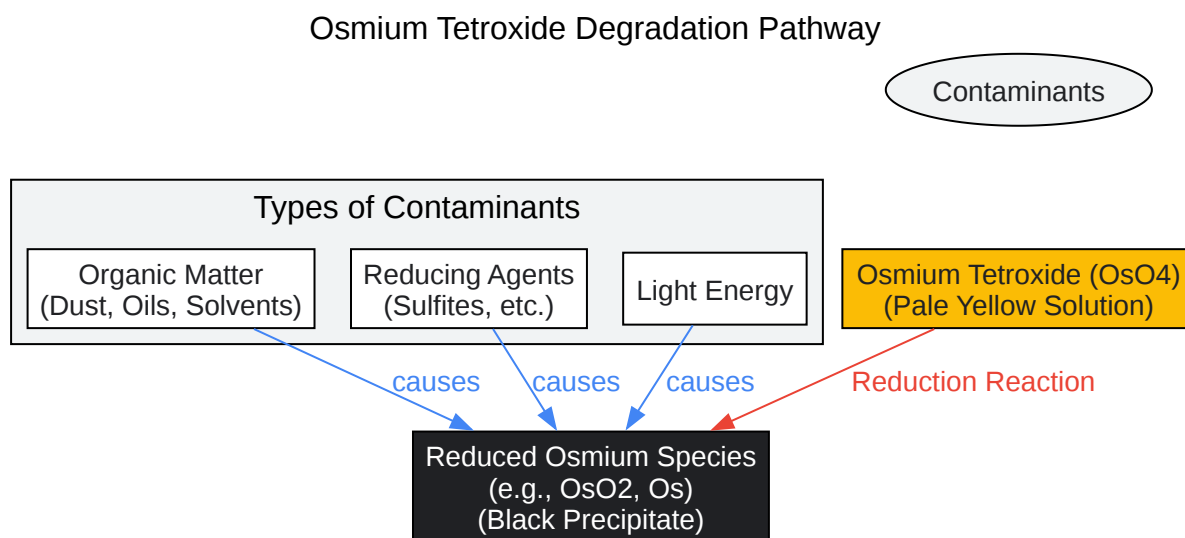 Osmium Tetroxide Degradation Pathway
Contaminants
Types of Contaminants
Organic Matter
(Dust, Oils, Solvents)
Reducing Agents
(Sulfites, etc.)
Light Energy
Osmium Tetroxide (OsO4)
(Pale Yellow Solution)
causes
causes
causes
Reduction Reaction
Reduced Osmium Species
(e.g., OsO2, Os)
(Black Precipitate)